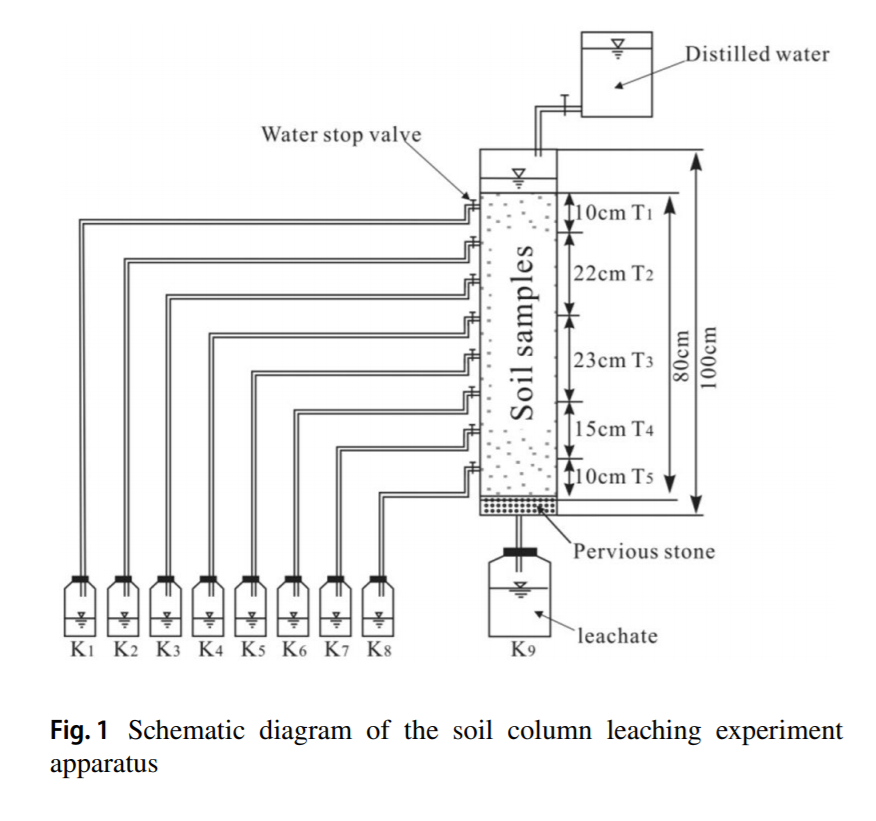 Distilled water
Water stop valve
10cm T1
22cm T2
23cm T3
15cm T4
10cm T5
80cm
100cm
Soil samples
Pervious stone
leachate
K1 K2 K3 K4 K5 K6 K7 K8 K9
Fig. 1 Schematic diagram of the soil column leaching experiment
apparatus